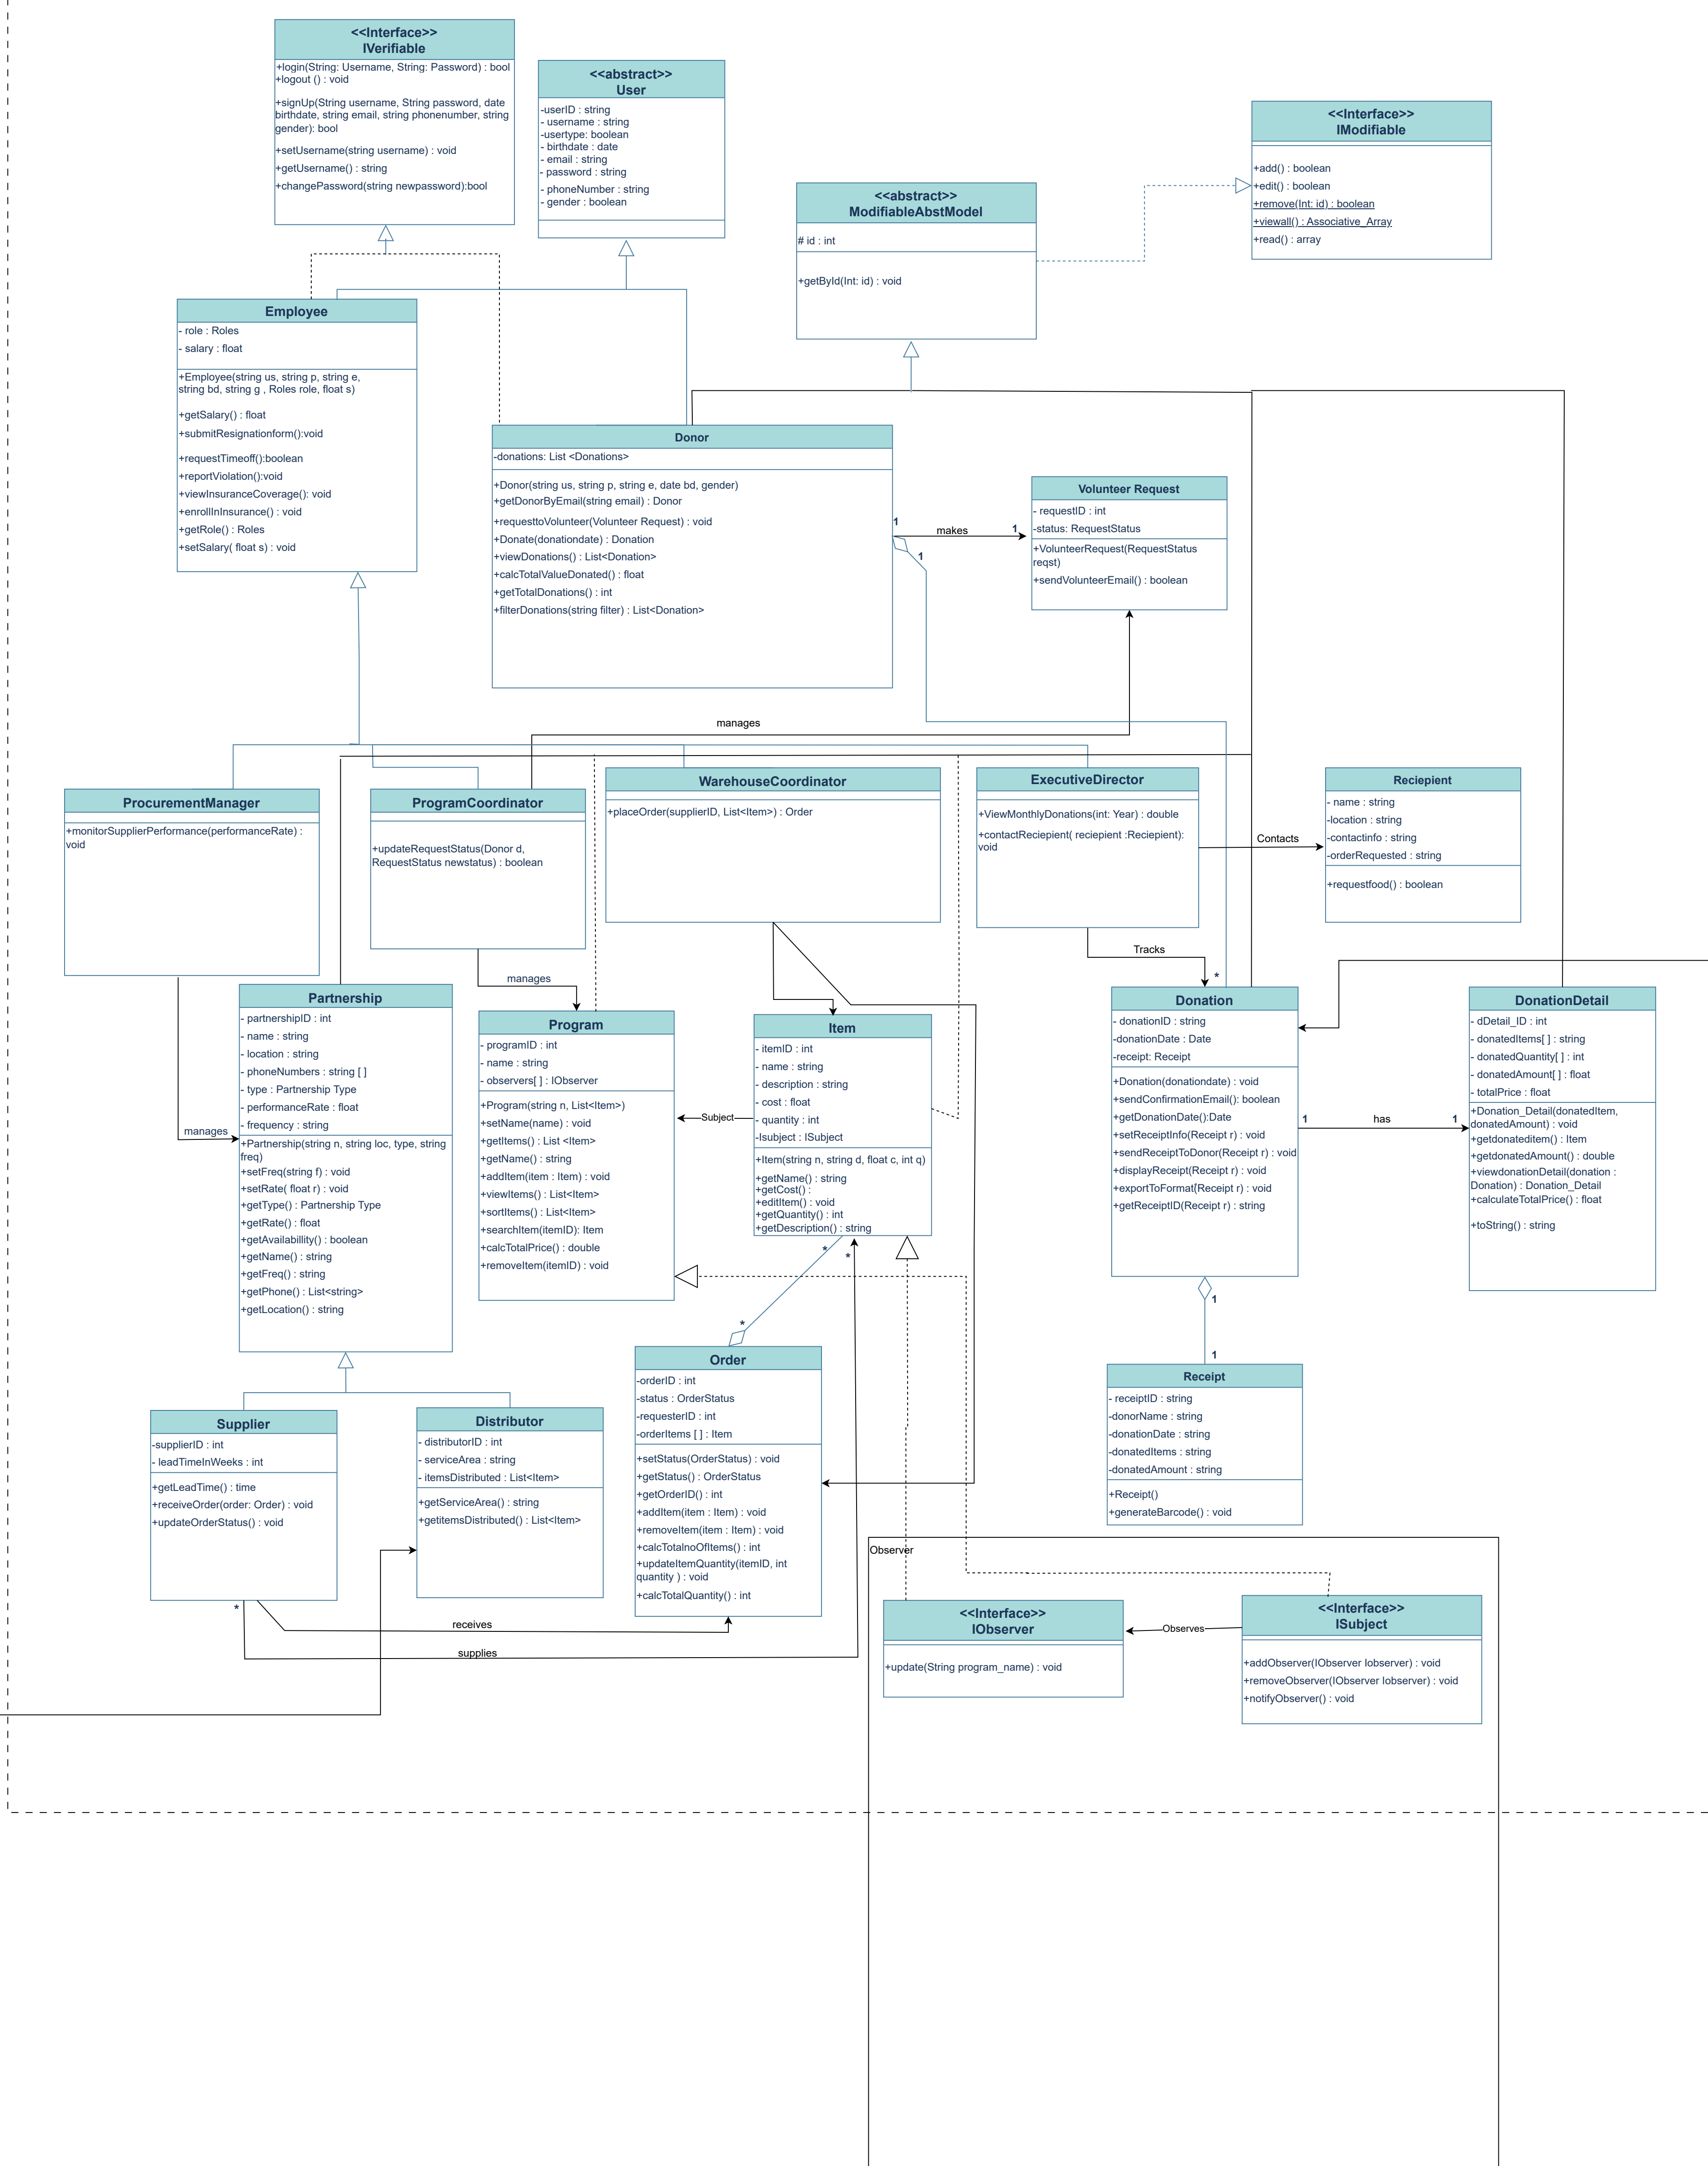 <<Interface>>
IVerifiable
+login(String: Username, String: Password) : bool
+logout () : void
+signUp(String username, String password, date
birthdate, string email, string phonenumber, string
gender): bool
+setUsername(string username) : void
+getUsername() : string
+changePassword(string newpassword):bool
<<abstract>>
User
-userID : string
- username : string
-usertype: boolean
- birthdate : date
- email : string
- password : string
- phoneNumber : string
- gender : boolean
<<Interface>>
IModifiable
+add() : boolean
+edit() : boolean
+remove(Int: id) : boolean
+viewall() : Associative_Array
+read() : array
<<abstract>>
ModifiableAbstModel
# id : int
+getById(Int: id) : void
Employee
- role : Roles
- salary : float
+Employee(string us, string p, string e,
string bd, string g , Roles role, float s)
+getSalary() : float
+submitResignationform():void
+requestTimeoff():boolean
+reportViolation():void
+viewInsuranceCoverage(): void
+enrollInInsurance() : void
+getRole() : Roles
+setSalary( float s) : void
Donor
-donations: List <Donations>
+Donor(string us, string p, string e, date bd, gender)
+getDonorByEmail(string email) : Donor
+requesttoVolunteer(Volunteer Request) : void
+Donate(donationdate) : Donation
+viewDonations() : List<Donation>
+calcTotalValueDonated() : float
+getTotalDonations() : int
+filterDonations(string filter) : List<Donation>
1
makes
1
1
Volunteer Request
- requestID : int
-status: RequestStatus
+VolunteerRequest(RequestStatus
reqst)
+sendVolunteerEmail() : boolean
manages
ProcurementManager
+monitorSupplierPerformance(performanceRate) :
void
ProgramCoordinator
+updateRequestStatus(Donor d,
RequestStatus newstatus) : boolean
WarehouseCoordinator
+placeOrder(supplierID, List<Item>) : Order
ExecutiveDirector
+ViewMonthlyDonations(int: Year) : double
+contactReciepient( reciepient :Reciepient):
void
Contacts
Reciepient
- name : string
-location : string
-contactinfo : string
-orderRequested : string
+requestfood() : boolean
Tracks
*
manages
manages
Partnership
- partnershipID : int
- name : string
- location : string
- phoneNumbers : string [ ]
- type : Partnership Type
- performanceRate : float
- frequency : string
+Partnership(string n, string loc, type, string
freq)
+setFreq(string f) : void
+setRate( float r) : void
+getType() : Partnership Type
+getRate() : float
+getAvailabillity() : boolean
+getName() : string
+getFreq() : string
+getPhone() : List<string>
+getLocation() : string
Program
- programID : int
- name : string
- observers[ ] : IObserver
+Program(string n, List<Item>)
+setName(name) : void
+getItems() : List <Item>
+getName() : string
+addItem(item : Item) : void
+viewItems() : List<Item>
+sortItems() : List<Item>
+searchItem(itemID): Item
+calcTotalPrice() : double
+removeItem(itemID) : void
Subject
Item
- itemID : int
- name : string
- description : string
- cost : float
- quantity : int
-Isubject : ISubject
+Item(string n, string d, float c, int q)
+getName() : string
+getCost() :
+editItem() : void
+getQuantity() : int
+getDescription() : string
*
*
*
Donation
- donationID : string
-donationDate : Date
-receipt: Receipt
+Donation(donationdate) : void
+sendConfirmationEmail(): boolean
+getDonationDate():Date
+setReceiptInfo(Receipt r) : void
+sendReceiptToDonor(Receipt r) : void
+displayReceipt(Receipt r) : void
+exportToFormat(Receipt r) : void
+getReceiptID(Receipt r) : string
1
has
1
DonationDetail
- dDetail_ID : int
- donatedItems[ ] : string
- donatedQuantity[ ] : int
- donatedAmount[ ] : float
- totalPrice : float
+Donation_Detail(donatedItem,
donatedAmount) : void
+getdonateditem() : Item
+getdonatedAmount() : double
+viewdonationDetail(donation :
Donation) : Donation_Detail
+calculateTotalPrice() : float
+toString() : string
1
1
Receipt
- receiptID : string
-donorName : string
-donationDate : string
-donatedItems : string
-donatedAmount : string
+Receipt()
+generateBarcode() : void
Supplier
-supplierID : int
- leadTimeInWeeks : int
+getLeadTime() : time
+receiveOrder(order: Order) : void
+updateOrderStatus() : void
*
Distributor
- distributorID : int
- serviceArea : string
- itemsDistributed : List<Item>
+getServiceArea() : string
+getitemsDistributed() : List<Item>
Order
-orderID : int
-status : OrderStatus
-requesterID : int
-orderItems [ ] : Item
+setStatus(OrderStatus) : void
+getStatus() : OrderStatus
+getOrderID() : int
+addItem(item : Item) : void
+removeItem(item : Item) : void
+calcTotalnoOfItems() : int
+updateItemQuantity(itemID, int
quantity ) : void
+calcTotalQuantity() : int
receives
supplies
Observer
<<Interface>>
IObserver
+update(String program_name) : void
Observes
<<Interface>>
ISubject
+addObserver(IObserver Iobserver) : void
+removeObserver(IObserver Iobserver) : void
+notifyObserver() : void